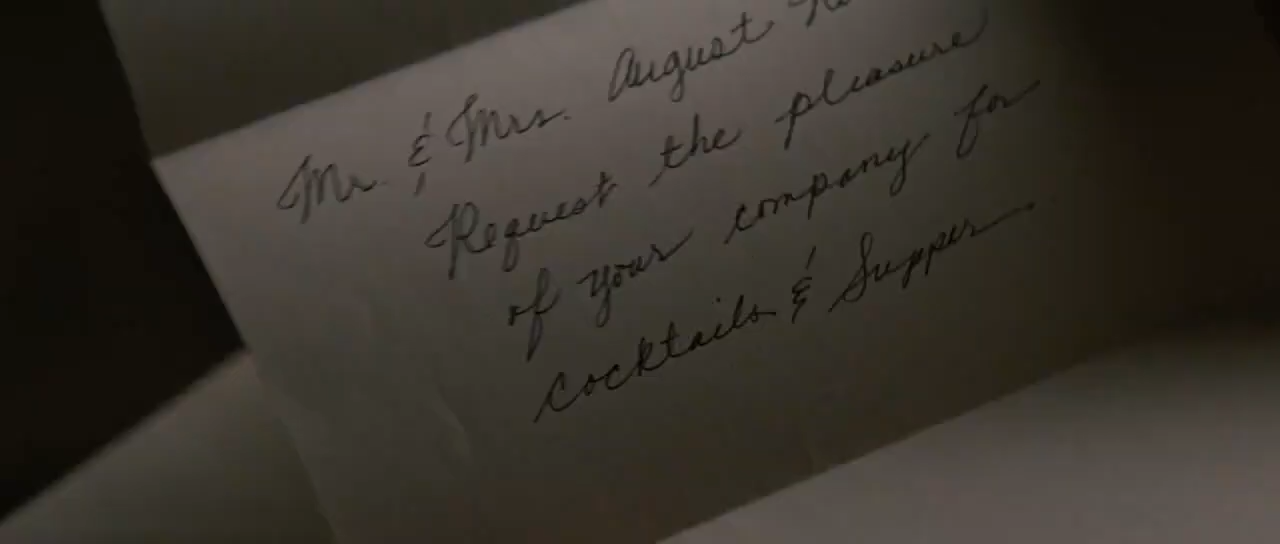 Mr. & Mrs. August
Request the pleasure
of your company for
cocktails & Supper